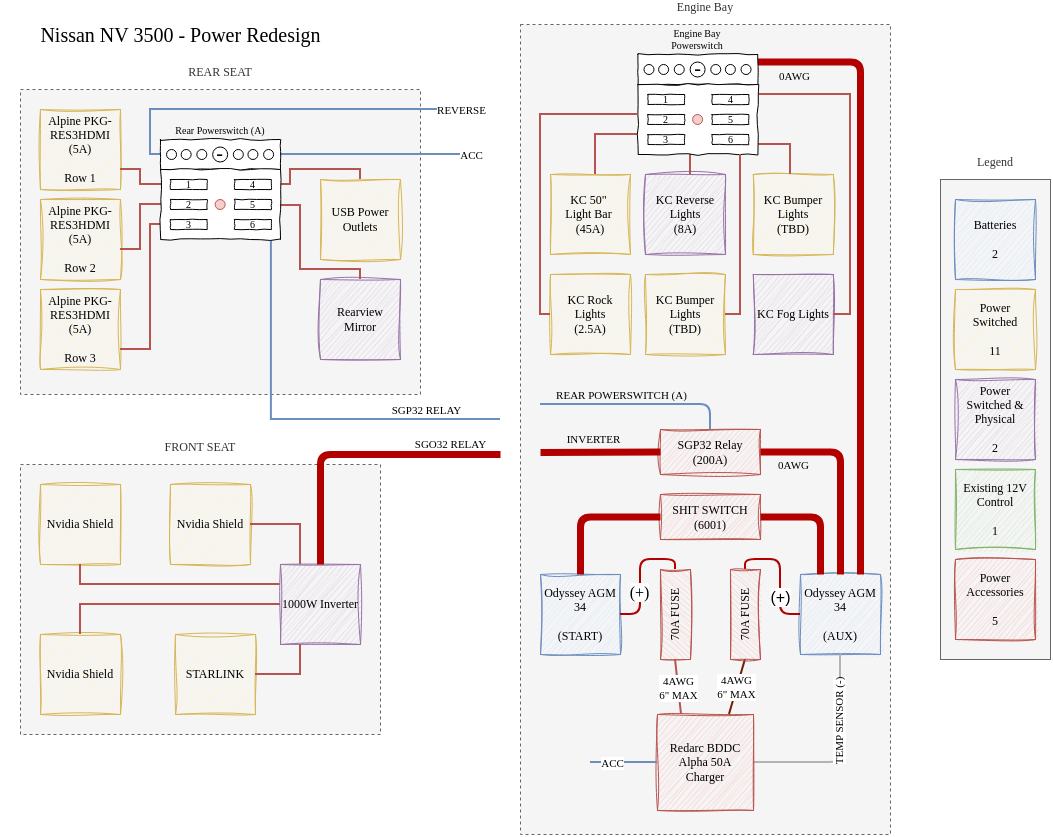 Nissan NV 3500 - Power Redesign
REAR SEAT
Alpine PKG-
RES3HDMI
(5A)
Row 1
Alpine PKG-
RES3HDMI
(5A)
Row 2
Alpine PKG-
RES3HDMI
(5A)
Row 3
Rear Powerswitch (A)
1
2
3
4
5
6
REVERSE
ACC
USB Power
Outlets
Rearview
Mirror
SGP32 RELAY
FRONT SEAT
SGO32 RELAY
Nvidia Shield
Nvidia Shield
1000W Inverter
Nvidia Shield
STARLINK
Engine Bay
Engine Bay
Powerswitch
1
2
3
4
5
6
0AWG
KC 50"
Light Bar
(45A)
KC Reverse
Lights
(8A)
KC Bumper
Lights
(TBD)
KC Rock
Lights
(2.5A)
KC Bumper
Lights
(TBD)
KC Fog Lights
REAR POWERSWITCH (A)
INVERTER
SGP32 Relay
(200A)
0AWG
SHIT SWITCH
(6001)
Odyssey AGM
34
(START)
(+)
70A FUSE
70A FUSE
(+)
Odyssey AGM
34
(AUX)
4AWG
6" MAX
4AWG
6" MAX
TEMP SENSOR (-)
ACC
Redarc BDDC
Alpha 50A
Charger
Legend
Batteries
2
Power
Switched
11
Power
Switched &
Physical
2
Existing 12V
Control
1
Power
Accessories
5